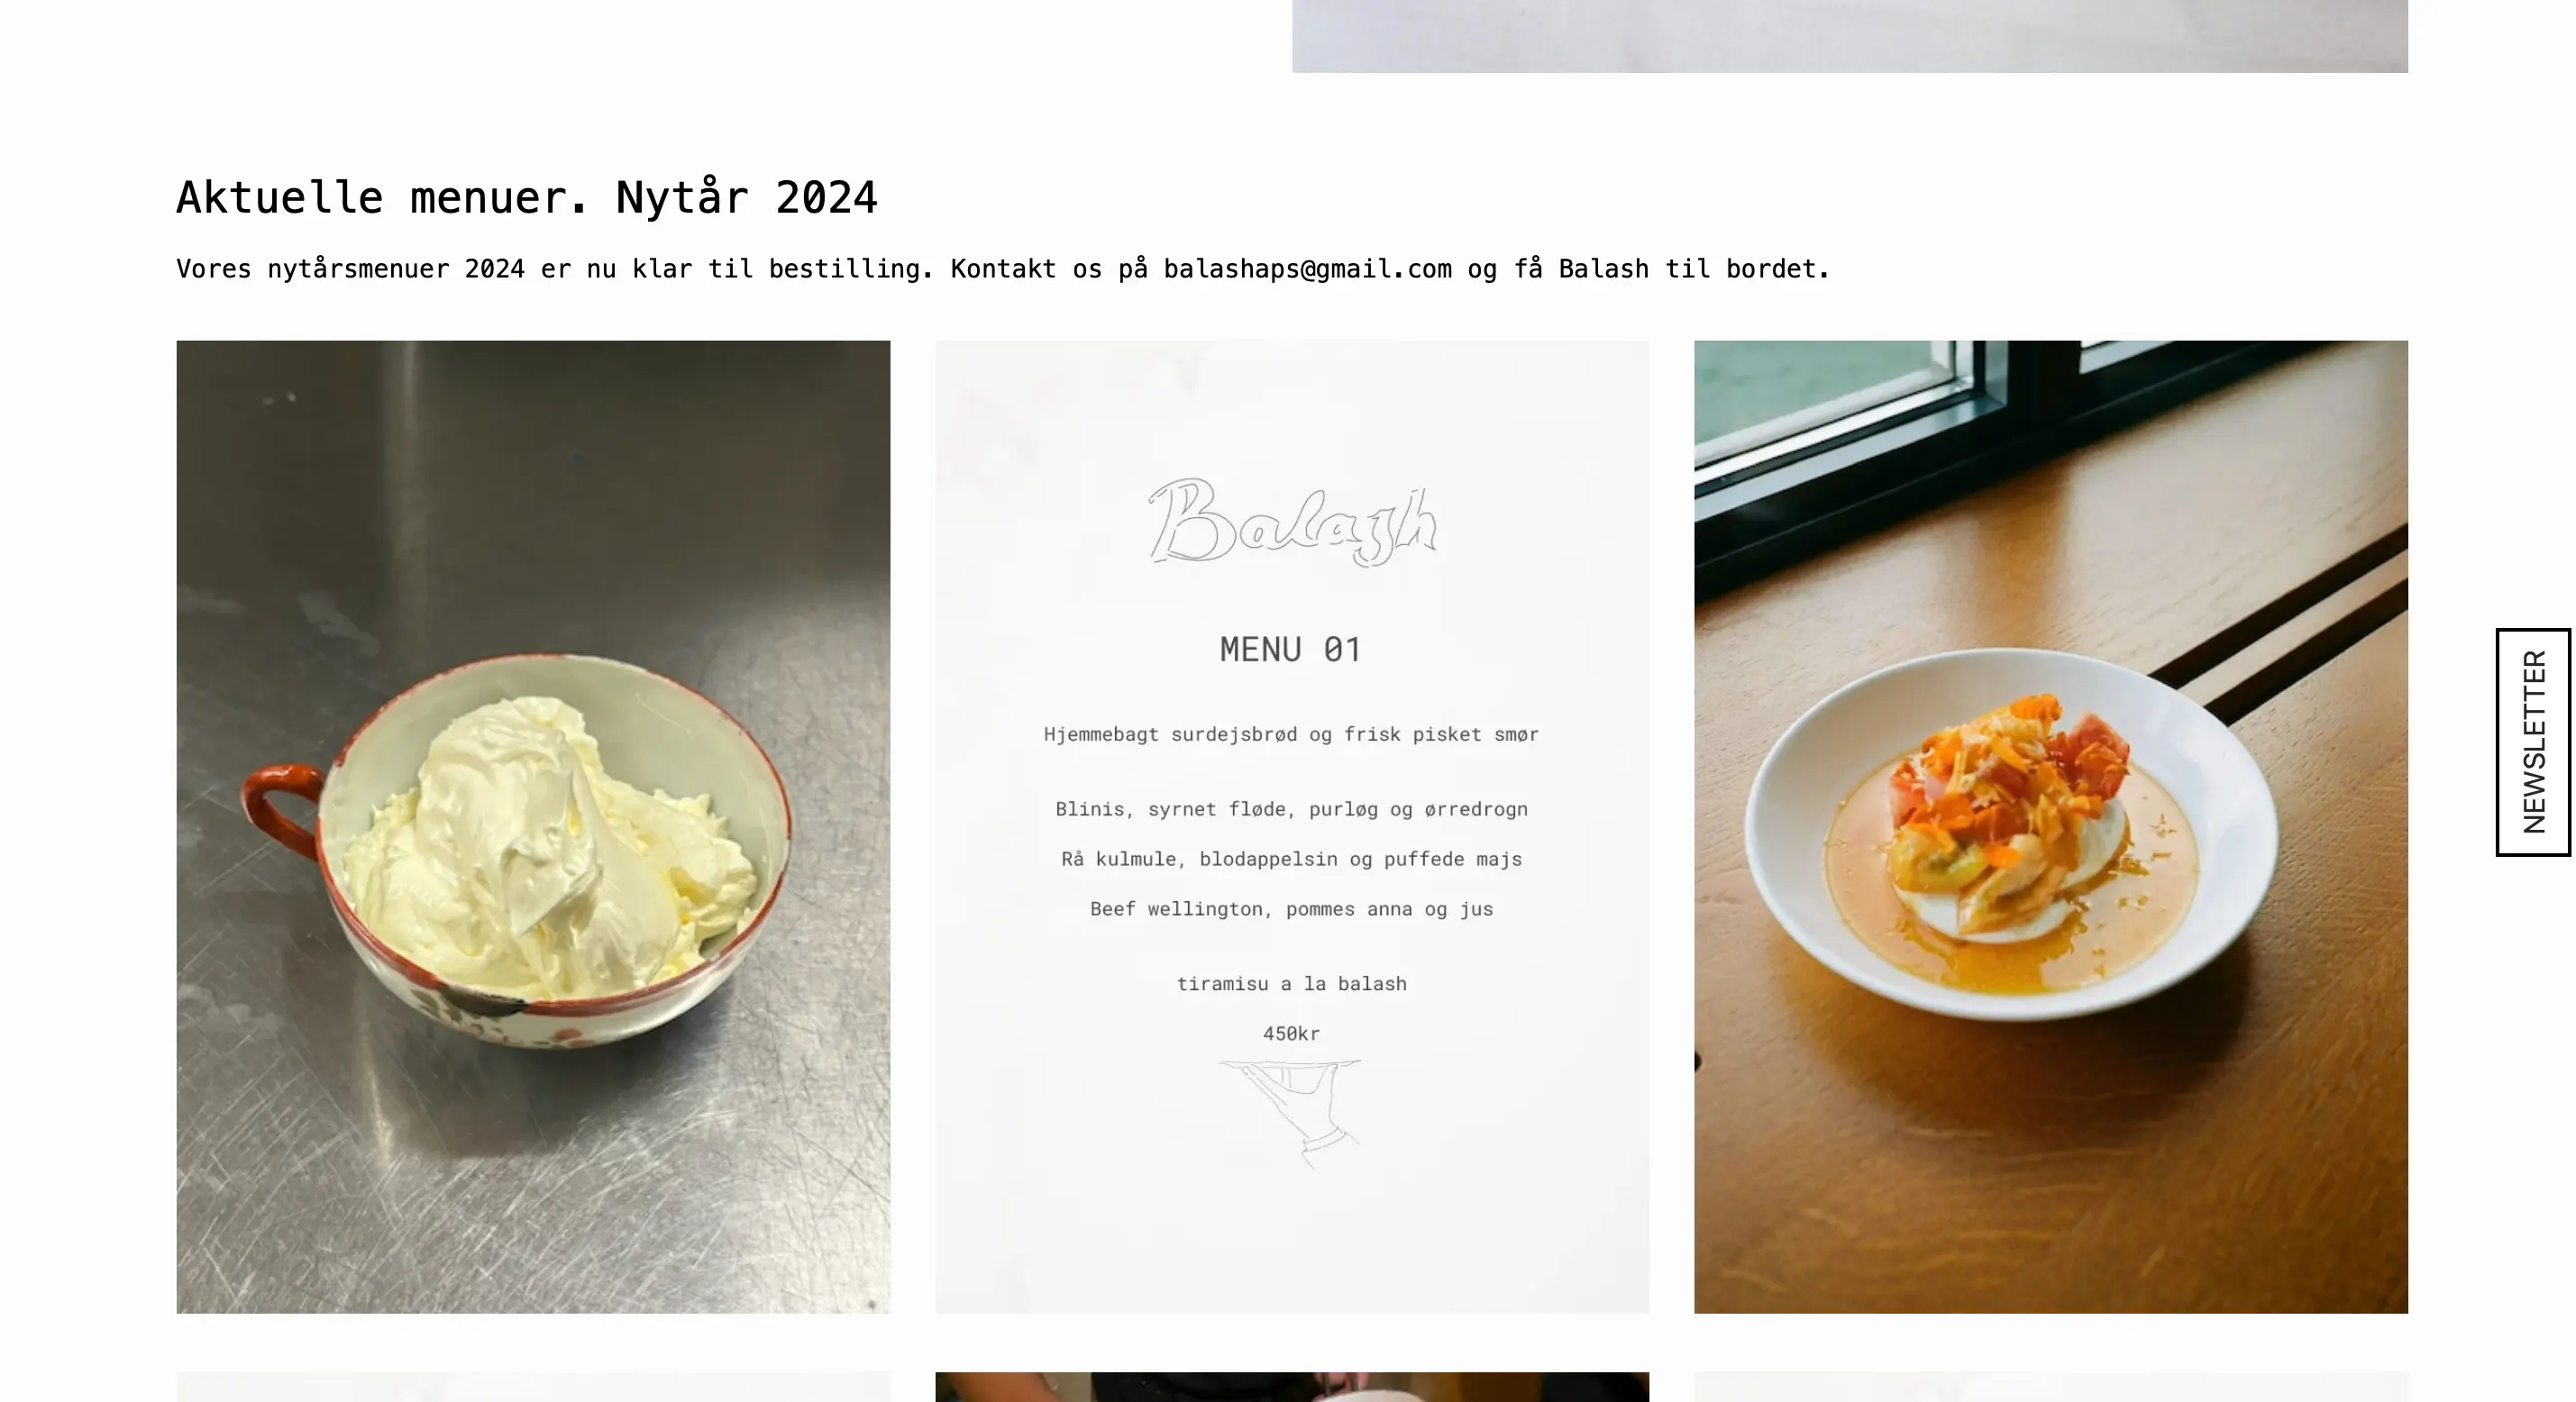 Aktuelle menuer. Nytår 2024
Vores nytårsmenuer 2024 er nu klar til bestilling. Kontakt os på balashaps@gmail.com og få Balash til bordet.
Balash
MENU 01
Hjemmebagt surdejsbrød og frisk pisket smør
Blinis, syrnet fløde, purløg og ørredrogn
Rå kulmule, blodappelsin og puffede majs
Beef wellington, pommes anna og jus
tiramisu a la balash
450kr
NEWSLETTER